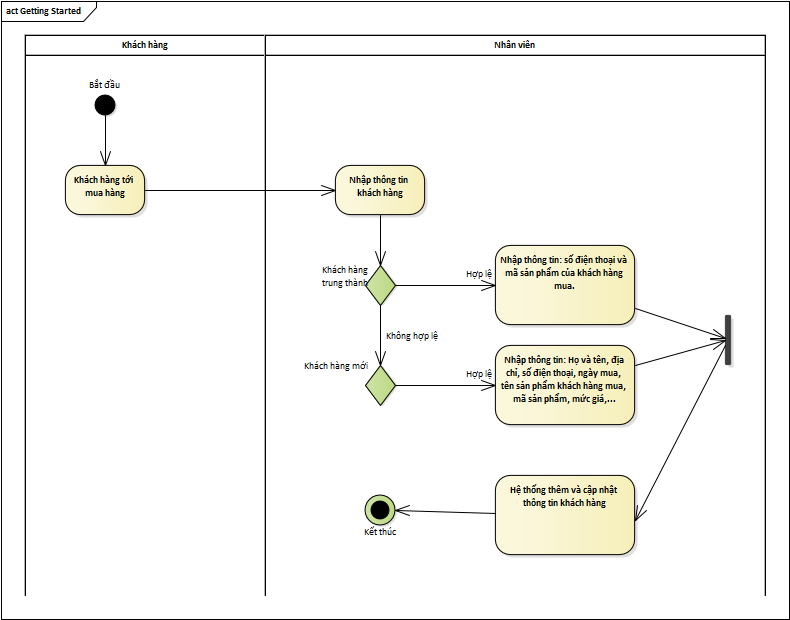 act Getting Started
Khách hàng
Nhân viên
Bắt đầu
Khách hàng tới
mua hàng
Nhập thông tin
khách hàng
Khách hàng
trung thành
Hợp lệ
Nhập thông tin: số điện thoại và
mã sản phẩm của khách hàng
mua.
Không hợp lệ
Khách hàng mới
Hợp lệ
Nhập thông tin: Họ và tên, địa
chỉ, số điện thoại, ngày mua,
tên sản phẩm khách hàng mua,
mã sản phẩm, mức giá,...
Hệ thống thêm và cập nhật
thông tin khách hàng
Kết thúc